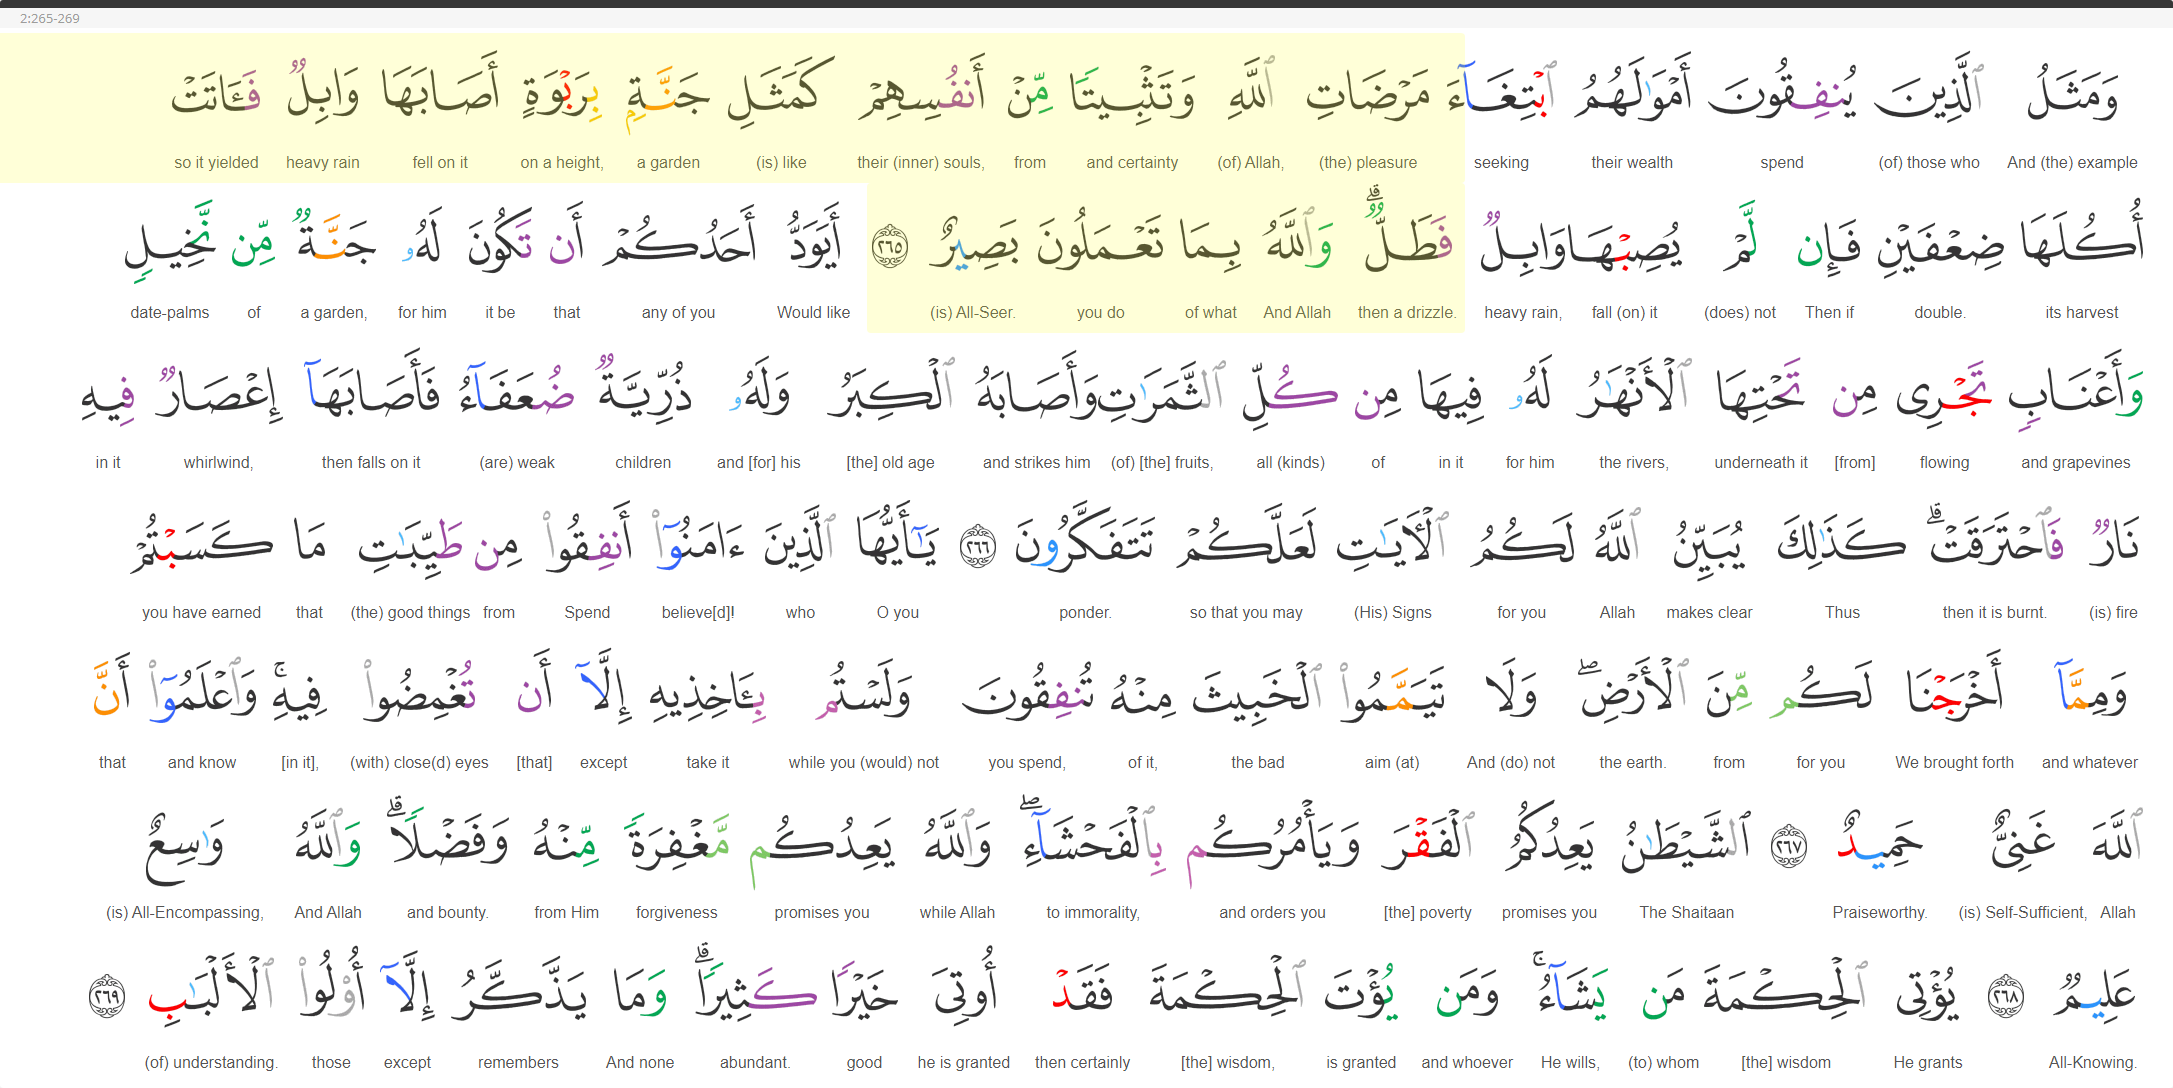 2:265-269
وَمَثَلُ ٱلَّذِينَ يُنفِقُونَ أَمْوَٰلَهُمُ ٱبْتِغَآءَ مَرْضَاتِ ٱللَّهِ وَتَثْبِيتًا مِّنْ أَنفُسِهِمْ كَمَثَلِ جَنَّةٍۭ بِرَبْوَةٍ أَصَابَهَا وَابِلٌ فَـَٔاتَتْ
And (the) example (of) those who spend their wealth seeking (the) pleasure (of) Allah, and certainty from their (inner) souls, (is) like a garden on a height, fell on it heavy rain so it yielded
أُكُلَهَا ضِعْفَيْنِ فَإِن لَّمْ يُصِبْهَا وَابِلٌ فَطَلٌّ ۗ وَٱللَّهُ بِمَا تَعْمَلُونَ بَصِيرٌ ٢٦٥ أَيَوَدُّ أَحَدُكُمْ أَن تَكُونَ لَهُۥ جَنَّةٌ مِّن نَّخِيلٍ
its harvest double. Then if (does) not fall (on) it heavy rain, then a drizzle. And Allah of what you do (is) All-Seer. Would like any of you that it be for him a garden, of date-palms
وَأَعْنَابٍ تَجْرِى مِن تَحْتِهَا ٱلْأَنْهَٰرُ لَهُۥ فِيهَا مِن كُلِّ ٱلثَّمَرَٰتِ وَأَصَابَهُ ٱلْكِبَرُ وَلَهُۥ ذُرِّيَّةٌ ضُعَفَآءُ فَأَصَابَهَآ إِعْصَارٌ فِيهِ
and grapevines flowing [from] underneath it the rivers, for him in it of all (kinds) (of) [the] fruits, and strikes him [the] old age and [for] his children (are) weak then falls on it whirlwind, in it
نَارٌ فَٱحْتَرَقَتْ ۗ كَذَٰلِكَ يُبَيِّنُ ٱللَّهُ لَكُمُ ٱلْـَٔايَٰتِ لَعَلَّكُمْ تَتَفَكَّرُونَ ٢٦٦ يَٰٓأَيُّهَا ٱلَّذِينَ ءَامَنُوٓا۟ أَنفِقُوا۟ مِن طَيِّبَٰتِ مَا كَسَبْتُمْ
(is) fire then it is burnt. Thus makes clear Allah for you (His) Signs so that you may ponder. O you who believe[d]! Spend from (the) good things that you have earned
وَمِمَّآ أَخْرَجْنَا لَكُم مِّنَ ٱلْأَرْضِ ۖ وَلَا تَيَمَّمُوا۟ ٱلْخَبِيثَ مِنْهُ تُنفِقُونَ وَلَسْتُم بِـَٔاخِذِيهِ إِلَّآ أَن تُغْمِضُوا۟ فِيهِ ۚ وَٱعْلَمُوٓا۟ أَنَّ
and whatever We brought forth for you from the earth. And (do) not aim (at) the bad of it, you spend, while you (would) not take it except [that] (with) close(d) eyes [in it], and know that
ٱللَّهَ غَنِىٌّ حَمِيدٌ ٢٦٧ ٱلشَّيْطَٰنُ يَعِدُكُمُ ٱلْفَقْرَ وَيَأْمُرُكُم بِٱلْفَحْشَآءِ ۖ وَٱللَّهُ يَعِدُكُم مَّغْفِرَةً مِّنْهُ وَفَضْلًا ۗ وَٱللَّهُ وَٰسِعٌ
Allah (is) Self-Sufficient, Praiseworthy. The Shaitaan promises you [the] poverty and orders you to immorality, while Allah promises you forgiveness from Him and bounty. And Allah (is) All-Encompassing,
عَلِيمٌ ٢٦٨ يُؤْتِى ٱلْحِكْمَةَ مَن يَشَآءُ ۚ وَمَن يُؤْتَ ٱلْحِكْمَةَ فَقَدْ أُوتِىَ خَيْرًا كَثِيرًا ۗ وَمَا يَذَّكَّرُ إِلَّآ أُو۟لُوا۟ ٱلْأَلْبَٰبِ ٢٦٩
All-Knowing. He grants [the] wisdom (to) whom He wills, and whoever is granted [the] wisdom, then certainly he is granted good abundant. And none remembers except those (of) understanding.